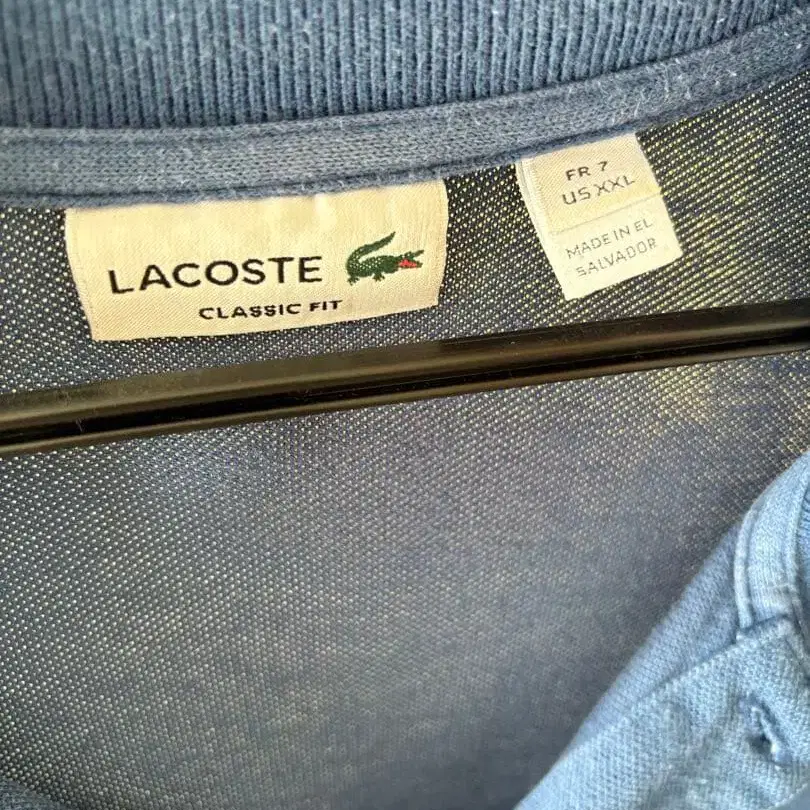 LACOSTE
CLASSIC FIT
FR 7
US XXL
MADE IN EL
SALVADOR